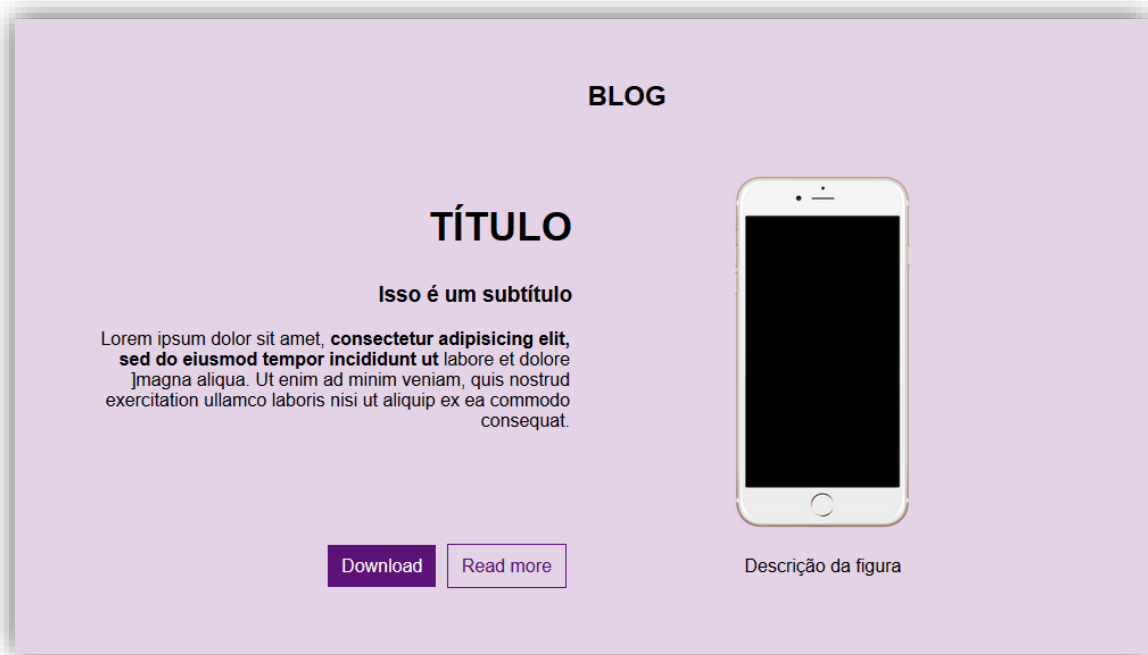 BLOG
TÍTULO
Isso é um subtítulo
Lorem ipsum dolor sit amet, consectetur adipisicing elit,
sed do eiusmod tempor incididunt ut labore et dolore
]magna aliqua. Ut enim ad minim veniam, quis nostrud
exercitation ullamco laboris nisi ut aliquip ex ea commodo
consequat.
Download Read more
Descrição da figura